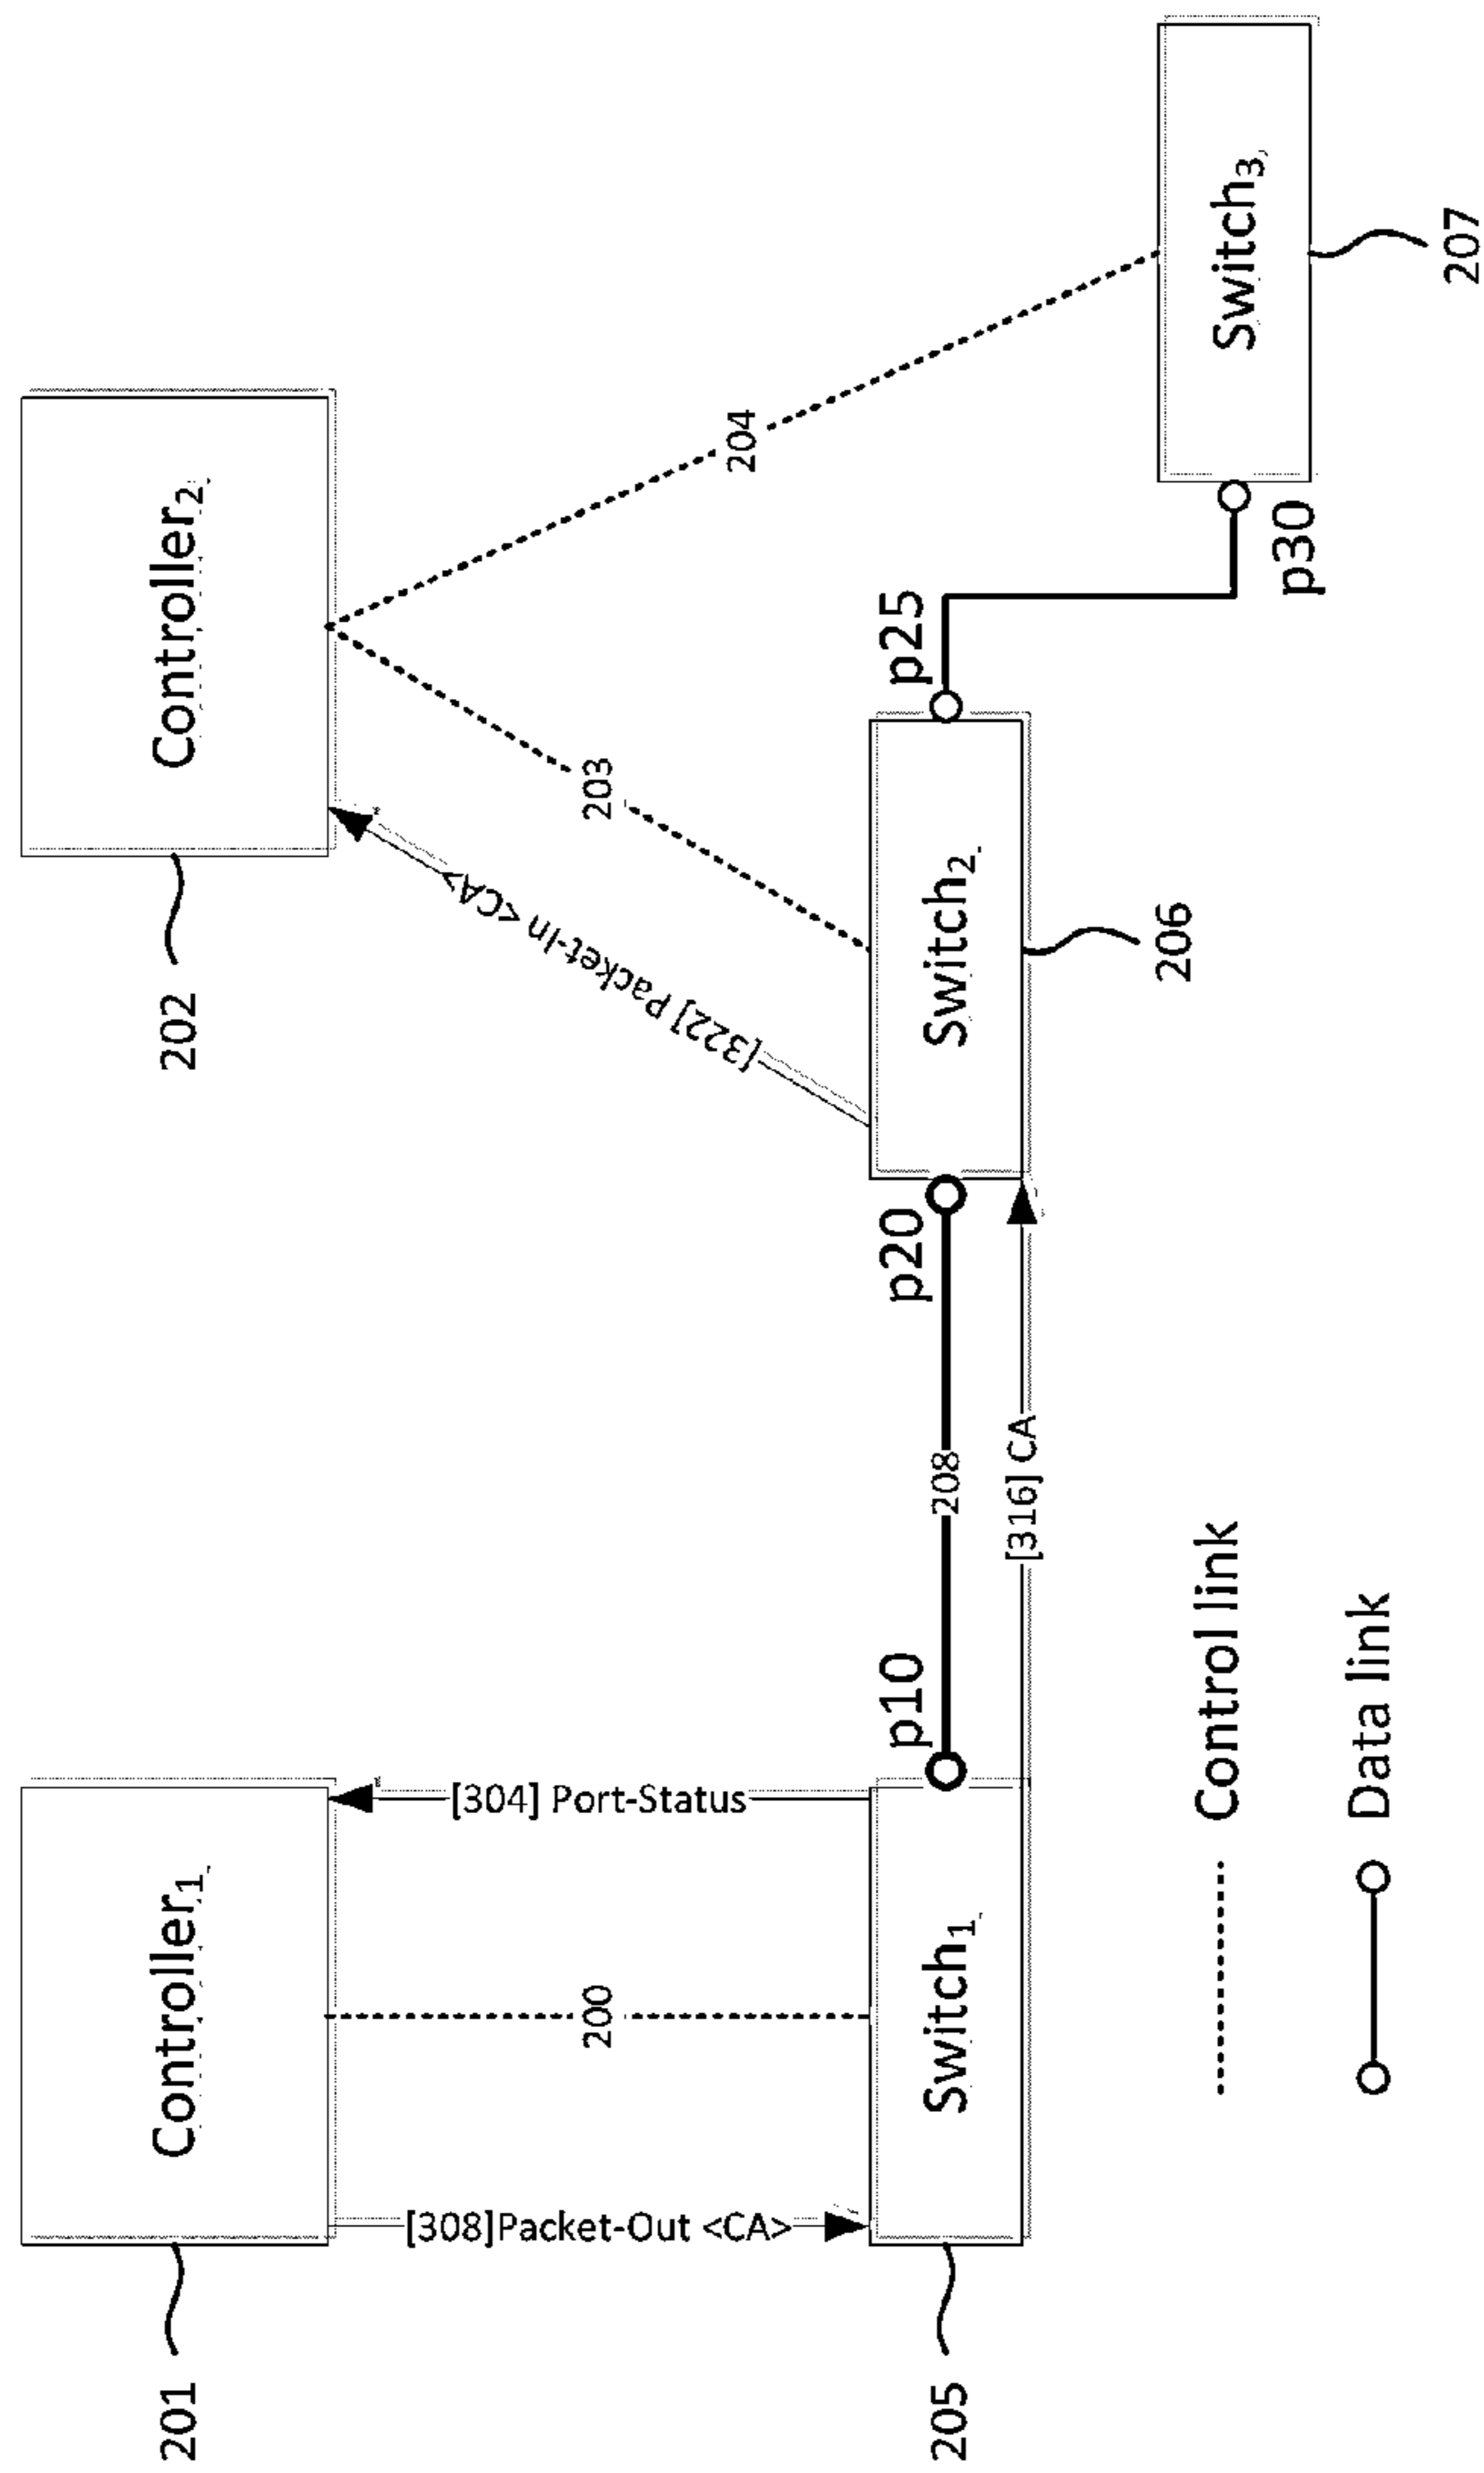 201
Controller1
202
Controller2
[308]Packet-Out <CA>
200
[304] Port-Status
[322] Packet-In <CA>
203
204
205
Switch1
p10
208
p20
Switch2
206
p25
[316] CA
p30
Switch3
207
Control link
Data link